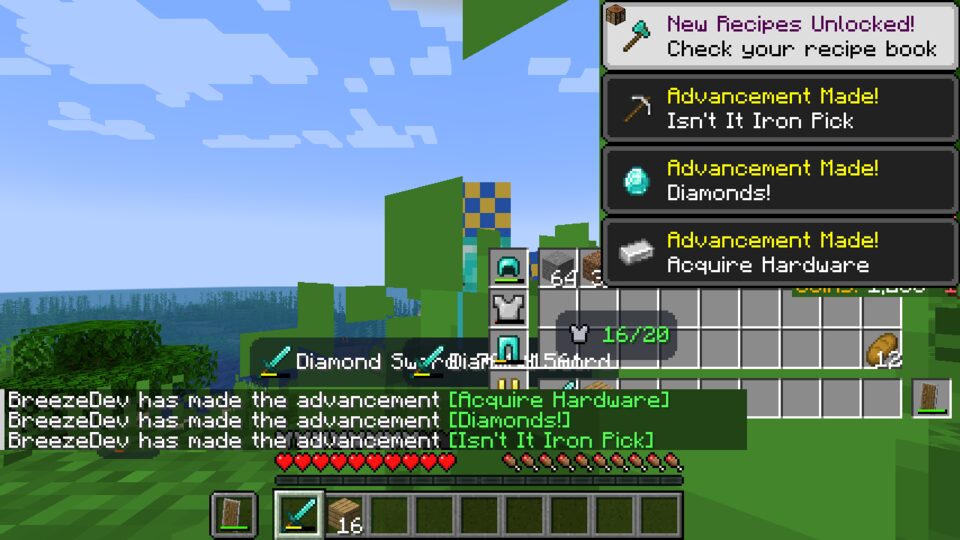 New Recipes Unlocked!
Check your recipe book
Advancement Made!
Isn't It Iron Pick
Advancement Made!
Diamonds!
Advancement Made!
Acquire Hardware
64
16/20
12
Diamond Sword
BreezeDev has made the advancement [Acquire Hardware]
BreezeDev has made the advancement [Diamonds!]
BreezeDev has made the advancement [Isn't It Iron Pick]
16